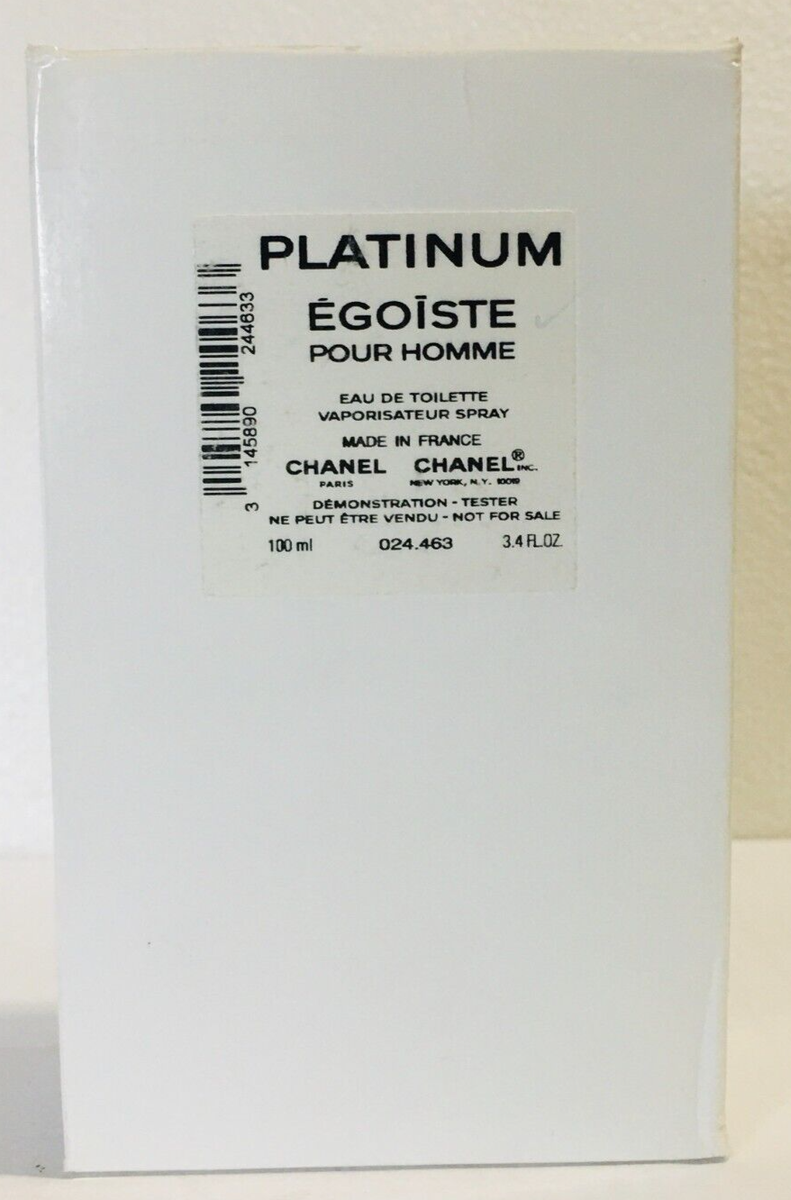 PLATINUM
ÉGOÏSTE
POUR HOMME
EAU DE TOILETTE
VAPORISATEUR SPRAY
MADE IN FRANCE
CHANEL CHANEL® INC.
PARIS NEW YORK, N.Y. 10019
DÉMONSTRATION - TESTER
NE PEUT ÊTRE VENDU - NOT FOR SALE
100 ml 024.463 3.4 FL.OZ.
3 145890 244633